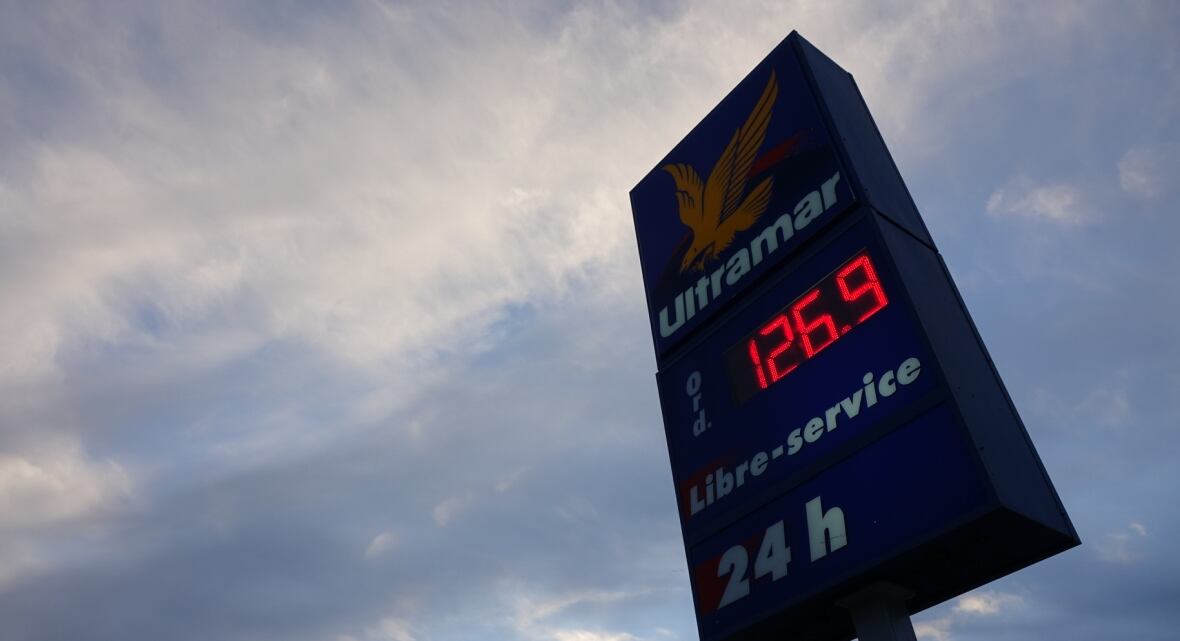 Ultramar
Ord. 126.9
Libre-service
24 h